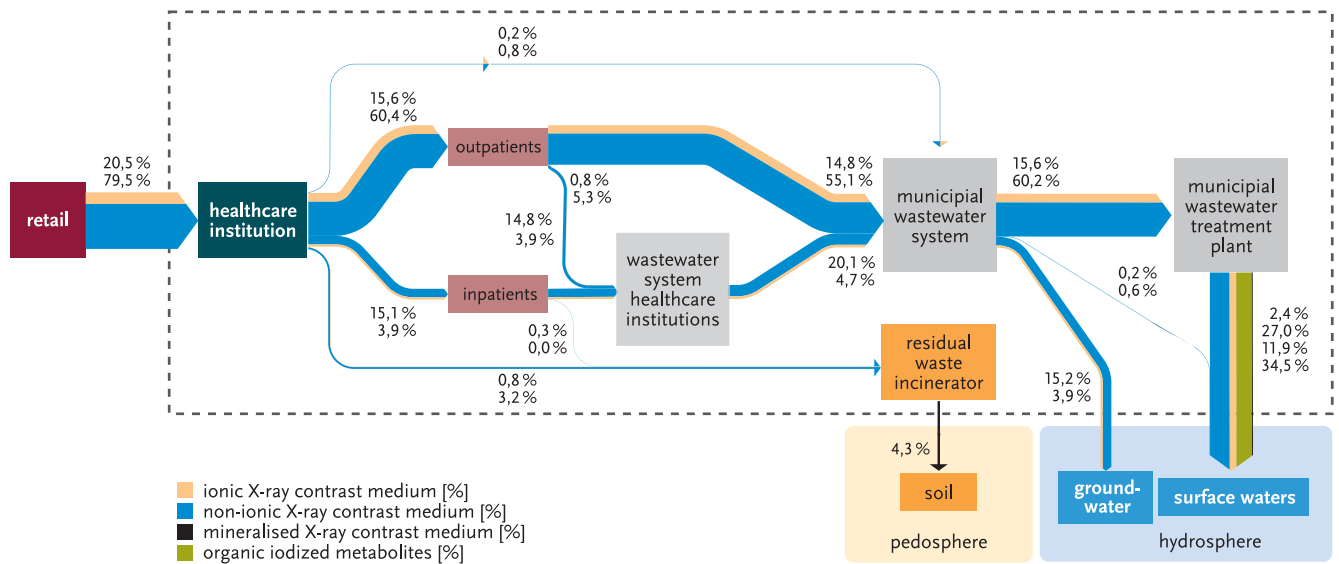 0,2 %
0,8 %
15,6 %
60,4 %
outpatients
20,5 %
79,5 %
retail
healthcare
institution
0,8 %
5,3 %
14,8 %
3,9 %
14,8 %
55,1 %
municipial
wastewater
system
15,6 %
60,2 %
municipial
wastewater
treatment
plant
inpatients
15,1 %
3,9 %
wastewater
system
healthcare
institutions
20,1 %
4,7 %
0,3 %
0,0 %
0,8 %
3,2 %
residual
waste
incinerator
0,2 %
0,6 %
2,4 %
27,0 %
11,9 %
34,5 %
15,2 %
3,9 %
4,3 %
soil
pedosphere
ground-
water
surface waters
hydrosphere
ionic X-ray contrast medium [%]
non-ionic X-ray contrast medium [%]
mineralised X-ray contrast medium [%]
organic iodized metabolites [%]